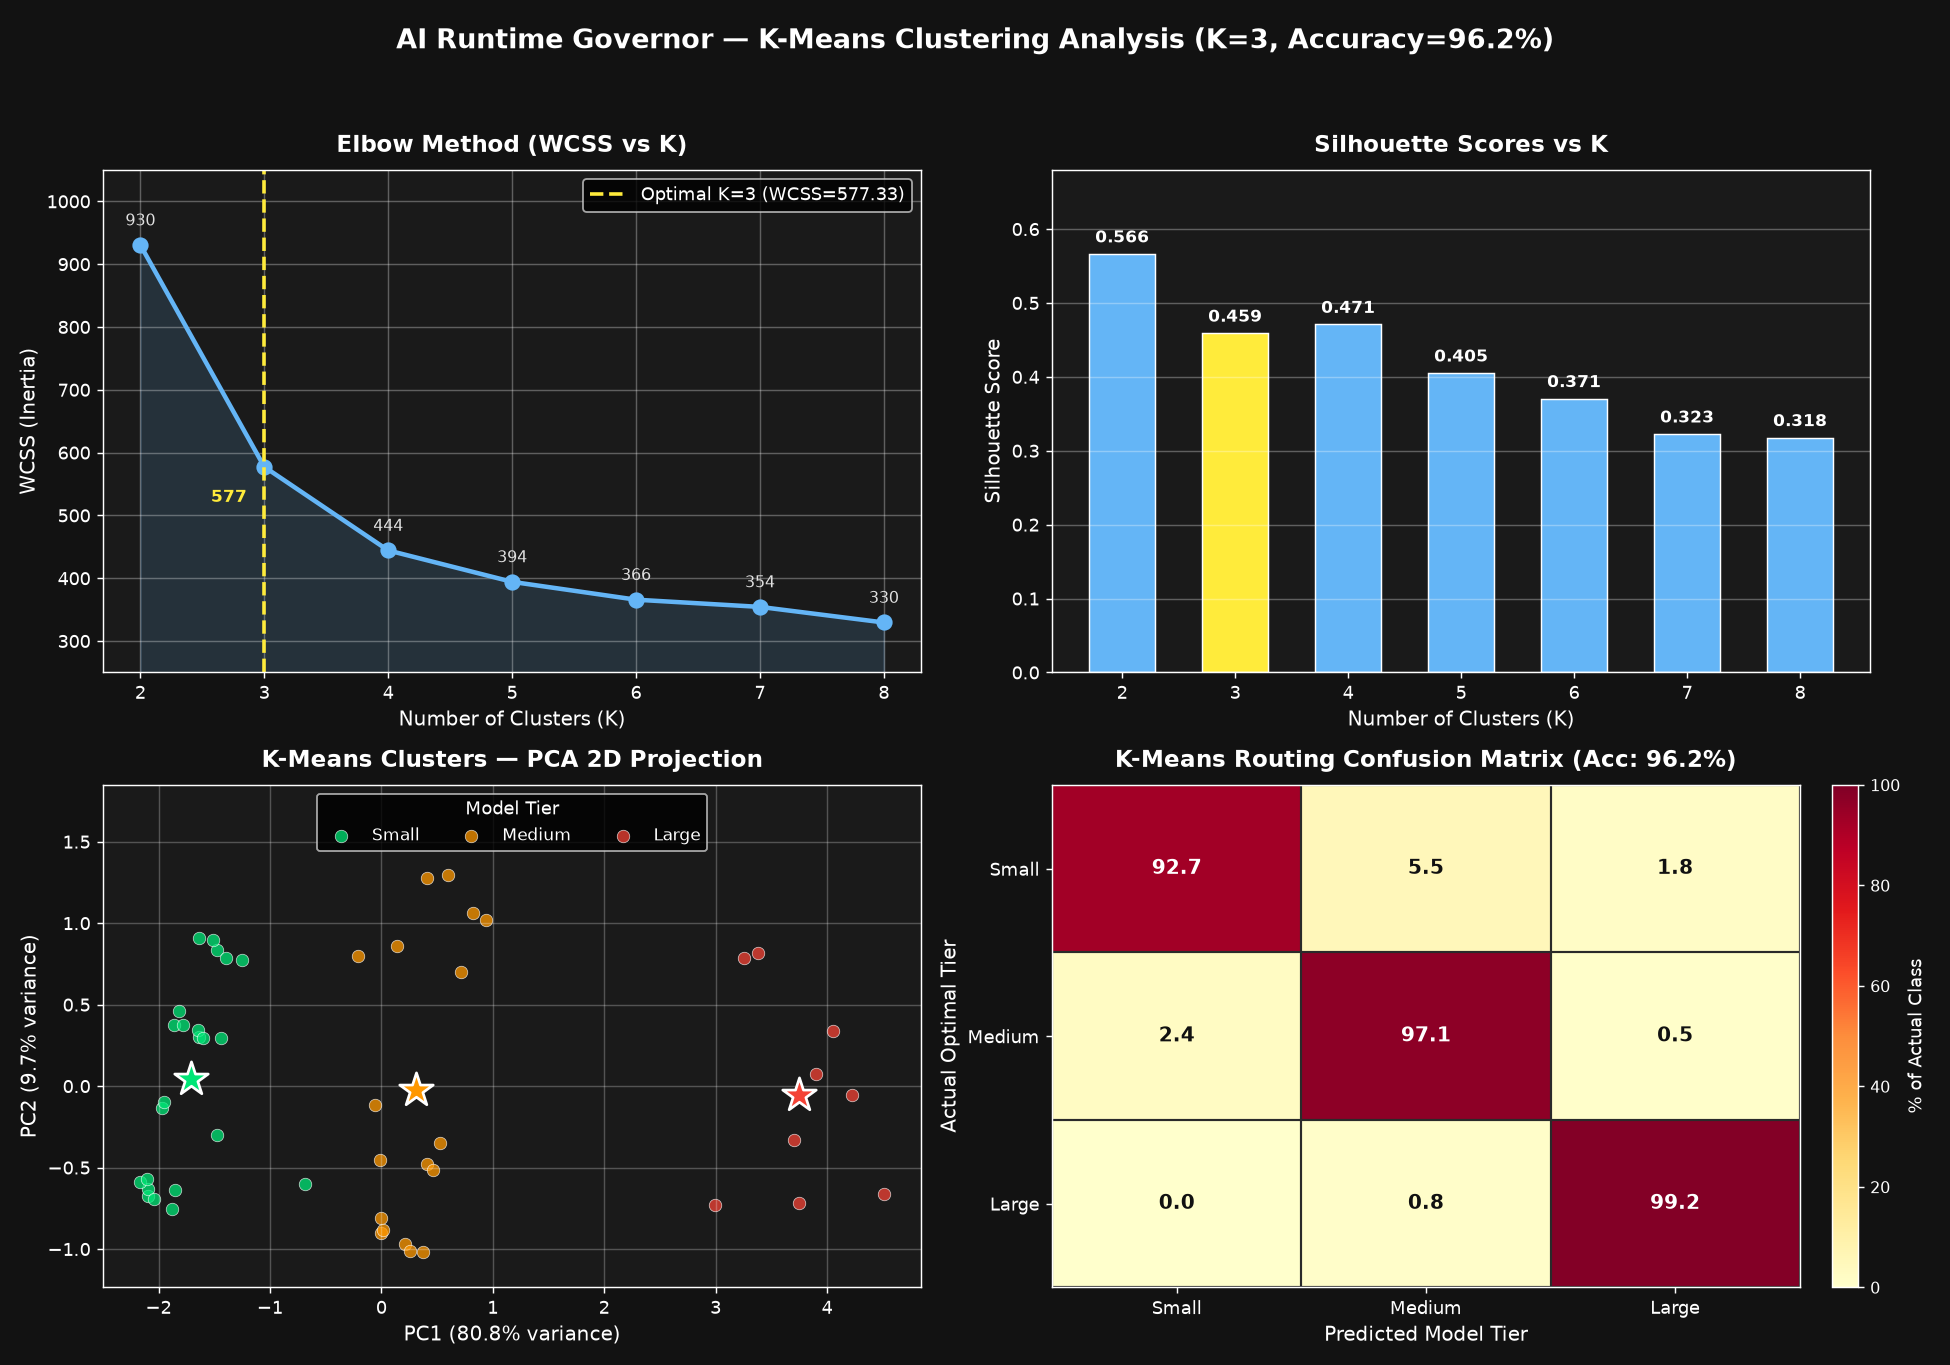 AI Runtime Governor — K-Means Clustering Analysis (K=3, Accuracy=96.2%)
Elbow Method (WCSS vs K)
Optimal K=3 (WCSS=577.33)
WCSS (Inertia)
1000
900
800
700
600
500
400
300
930
577
444
394
366
354
330
2 3 4 5 6 7 8
Number of Clusters (K)
Silhouette Scores vs K
Silhouette Score
0.6
0.5
0.4
0.3
0.2
0.1
0.0
0.566
0.459
0.471
0.405
0.371
0.323
0.318
2 3 4 5 6 7 8
Number of Clusters (K)
K-Means Clusters — PCA 2D Projection
Model Tier
Small Medium Large
PC2 (9.7% variance)
1.5
1.0
0.5
0.0
−0.5
−1.0
−2 −1 0 1 2 3 4
PC1 (80.8% variance)
K-Means Routing Confusion Matrix (Acc: 96.2%)
Actual Optimal Tier
Small 92.7 5.5 1.8
Medium 2.4 97.1 0.5
Large 0.0 0.8 99.2
Small Medium Large
Predicted Model Tier
100
80
60
40
20
0
% of Actual Class